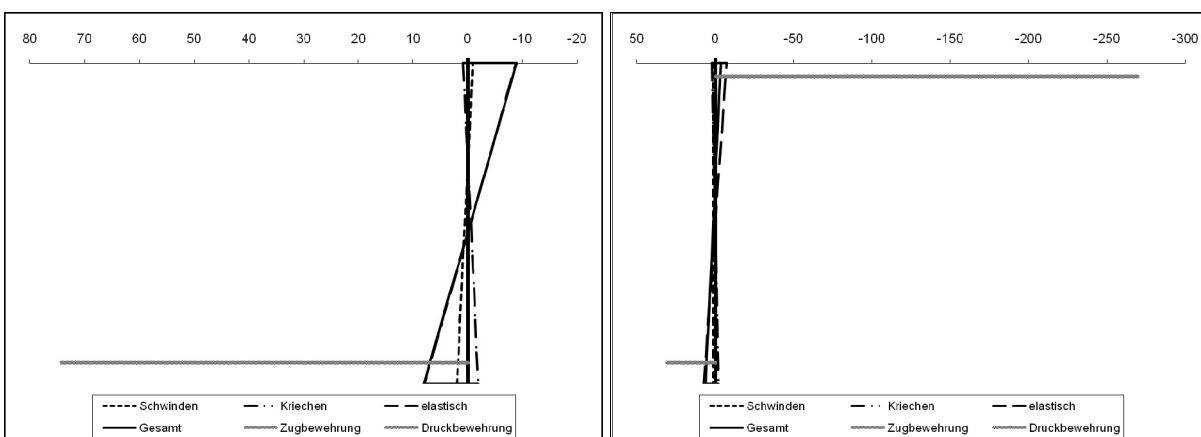 80 70 60 50 40 30 20 10 0 -10 -20
Schwinden Kriechen elastisch
Gesamt Zugbewehrung Druckbewehrung
50 0 -50 -100 -150 -200 -250 -300
Schwinden Kriechen elastisch
Gesamt Zugbewehrung Druckbewehrung